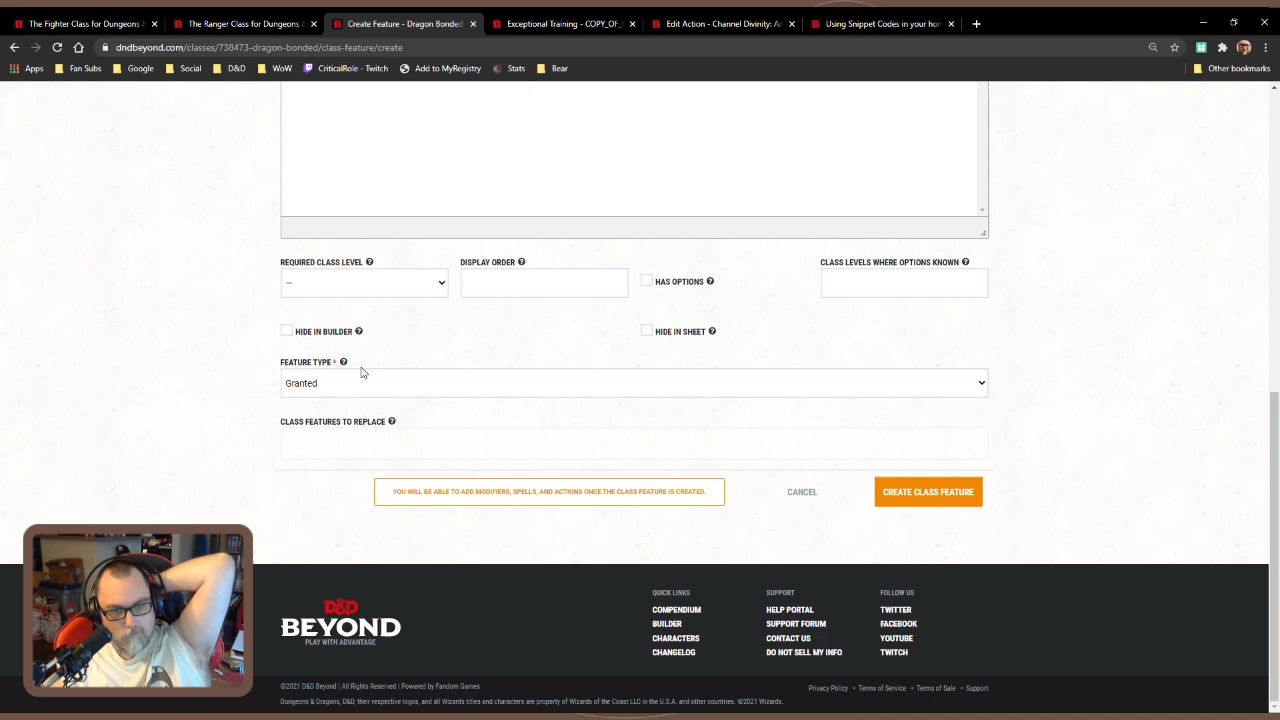 The Fighter Class for Dungeons &
The Ranger Class for Dungeons &
Create Feature - Dragon Bonded
Exceptional Training - COPY_OF_
Edit Action - Channel Divinity: A
Using Snippet Codes in your hom
dndbeyond.com/classes/738473-dragon-bonded/class-feature/create
Apps
Fan Subs
Google
Social
D&D
WoW
CriticalRole - Twitch
Add to MyRegistry
Stats
Bear
Other bookmarks
REQUIRED CLASS LEVEL
DISPLAY ORDER
HAS OPTIONS
CLASS LEVELS WHERE OPTIONS KNOWN
--
HIDE IN BUILDER
HIDE IN SHEET
FEATURE TYPE *
Granted
CLASS FEATURES TO REPLACE
YOU WILL BE ABLE TO ADD MODIFIERS, SPELLS, AND ACTIONS ONCE THE CLASS FEATURE IS CREATED.
CANCEL
CREATE CLASS FEATURE
D&D
BEYOND
PLAY WITH ADVANTAGE
QUICK LINKS
COMPENDIUM
BUILDER
CHARACTERS
CHANGELOG
SUPPORT
HELP PORTAL
SUPPORT FORUM
CONTACT US
DO NOT SELL MY INFO
FOLLOW US
TWITTER
FACEBOOK
YOUTUBE
TWITCH
©2021 D&D Beyond | All Rights Reserved | Powered by Fandom Games
Privacy Policy • Terms of Service • Terms of Sale • Support
Dungeons & Dragons, D&D, their respective logos, and all Wizards titles and characters are property of Wizards of the Coast LLC in the U.S.A. and other countries. ©2021 Wizards.